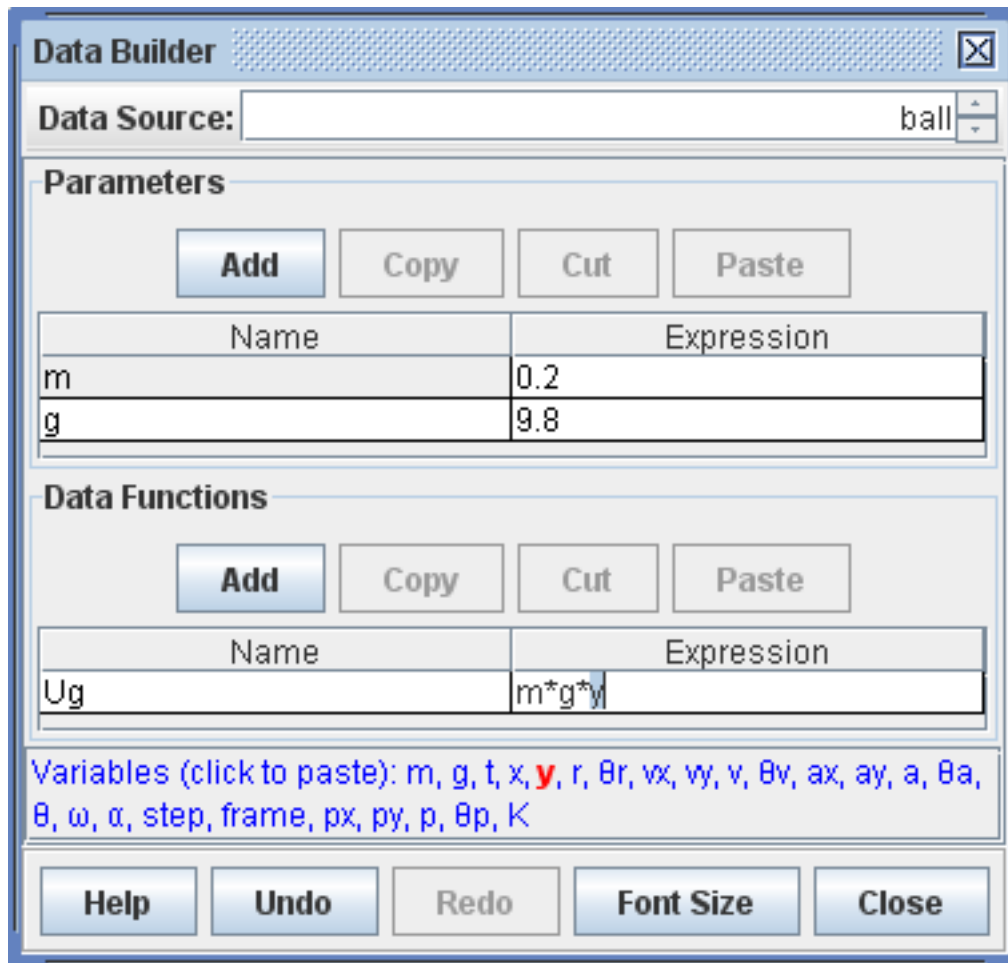 Data Builder
Data Source: ball
Parameters
Add Copy Cut Paste
Name Expression
m 0.2
g 9.8
Data Functions
Add Copy Cut Paste
Name Expression
Ug m*g*y
Variables (click to paste): m, g, t, x, y, r, θr, vx, vy, v, θv, ax, ay, a, θa,
θ, ω, α, step, frame, px, py, p, θp, K
Help Undo Redo Font Size Close